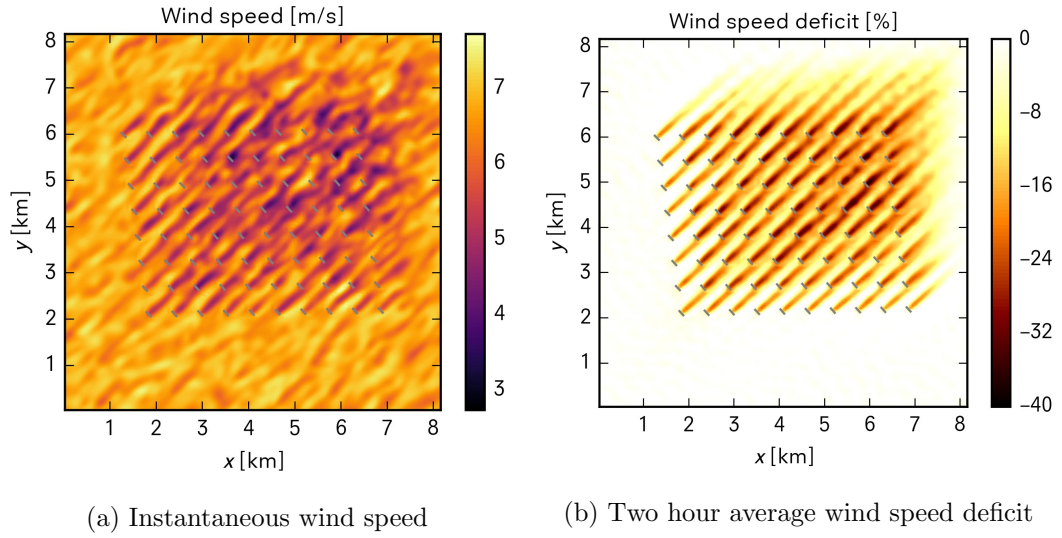 Wind speed [m/s]
8
7
6
5
4
3
2
1
y [km]
1 2 3 4 5 6 7 8
x [km]
7
6
5
4
3
(a) Instantaneous wind speed
Wind speed deficit [%]
8
7
6
5
4
3
2
1
y [km]
1 2 3 4 5 6 7 8
x [km]
0
−8
−16
−24
−32
−40
(b) Two hour average wind speed deficit